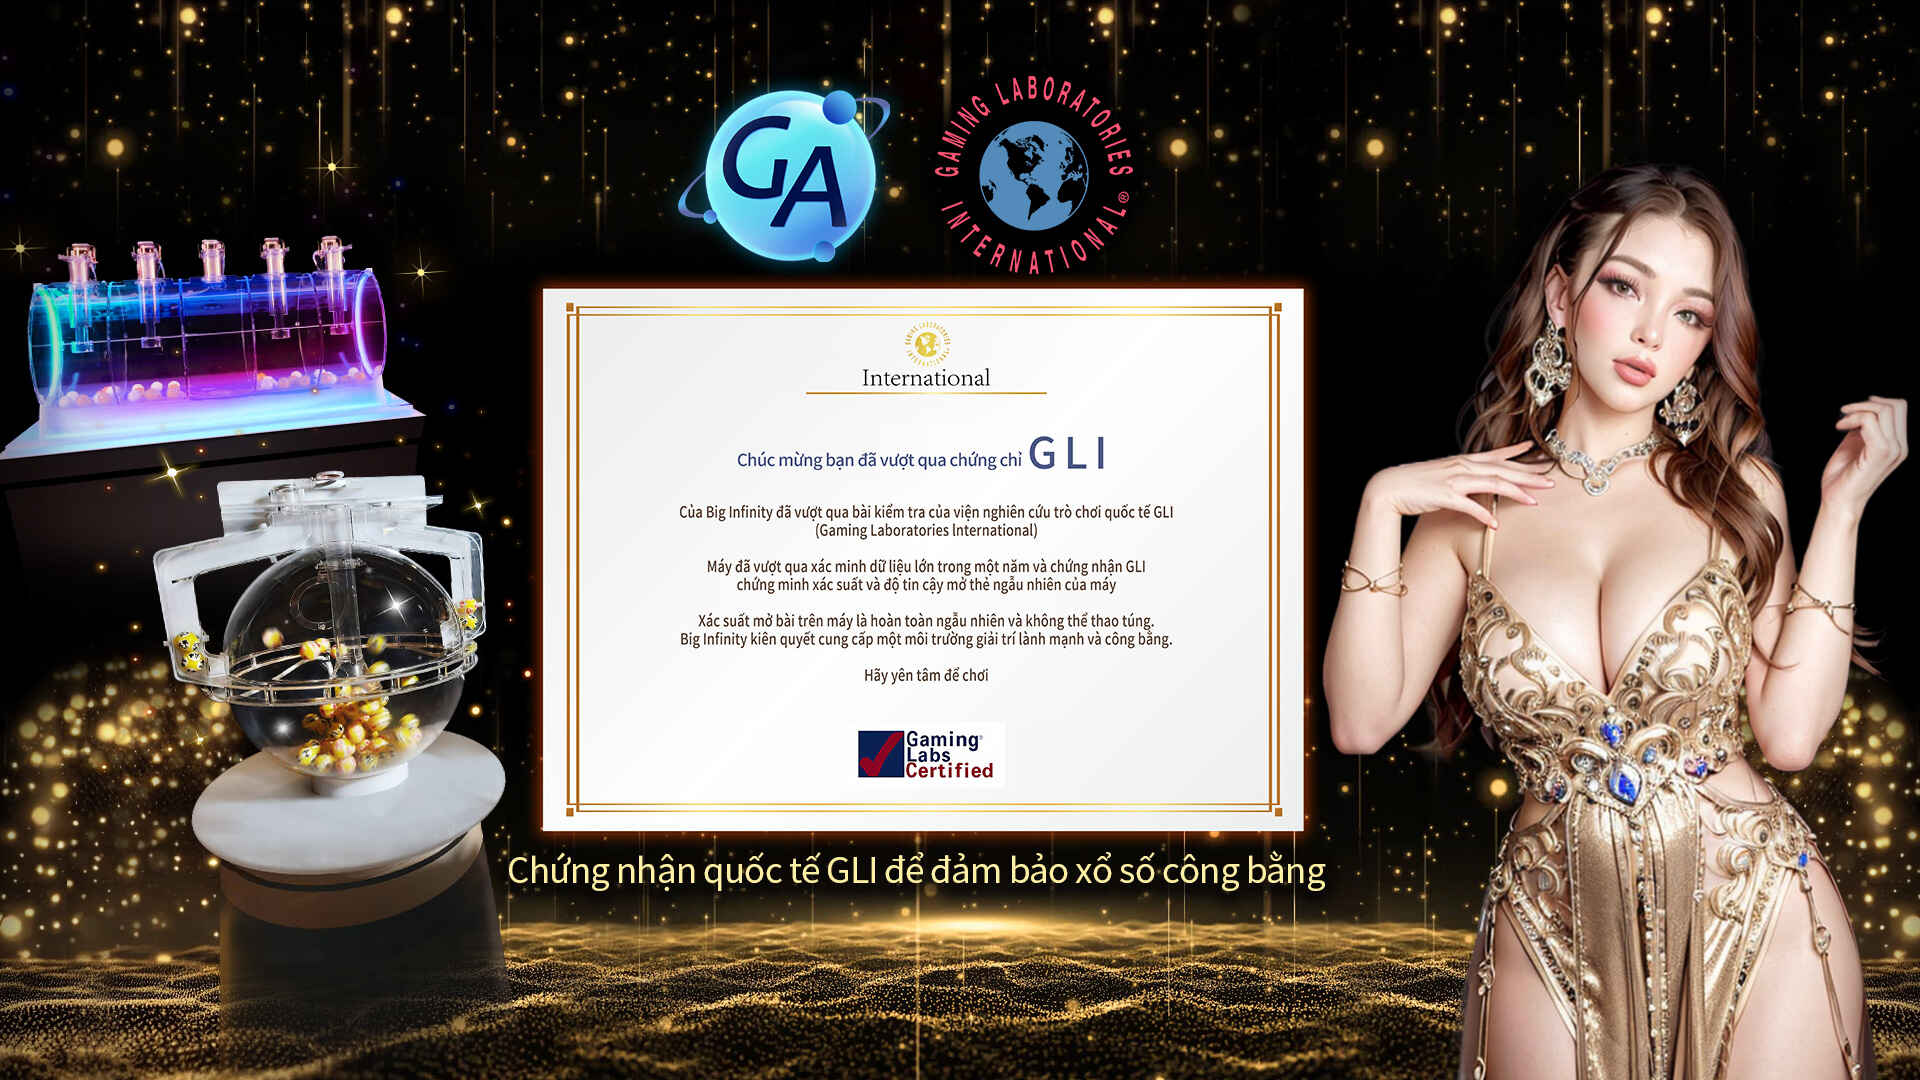 GA
GAMING LABORATORIES
INTERNATIONAL®
GAMING LABORATORIES
INTERNATIONAL
International
Chúc mừng bạn đã vượt qua chứng chỉ GLI
Của Big Infinity đã vượt qua bài kiểm tra của viện nghiên cứu trò chơi quốc tế GLI
(Gaming Laboratories International)
Máy đã vượt qua xác minh dữ liệu lớn trong một năm và chứng nhận GLI
chứng minh xác suất và độ tin cậy mở thẻ ngẫu nhiên của máy
Xác suất mở bài trên máy là hoàn toàn ngẫu nhiên và không thể thao túng.
Big Infinity kiên quyết cung cấp một môi trường giải trí lành mạnh và công bằng.
Hãy yên tâm để chơi
Gaming®
Labs
Certified
Chứng nhận quốc tế GLI để đảm bảo xổ số công bằng